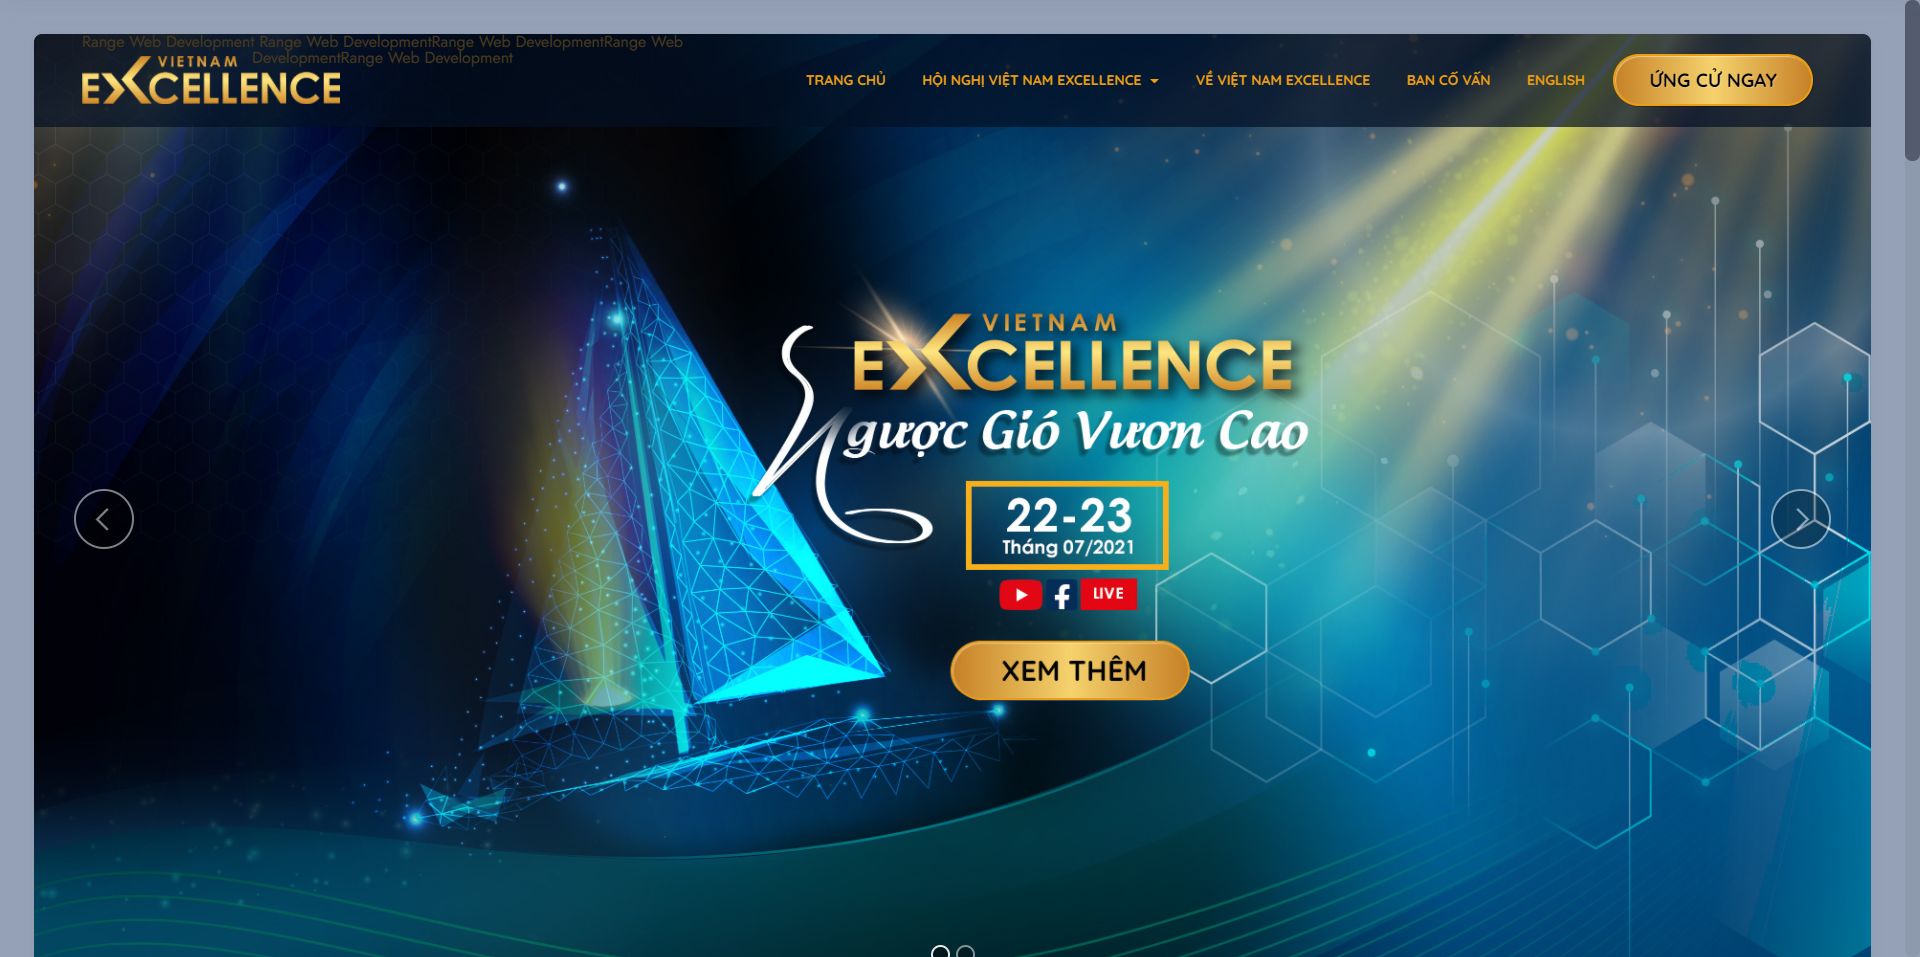 Range Web Development Range Web DevelopmentRange Web DevelopmentRange Web
DevelopmentRange Web Development
VIETNAM
EXCELLENCE
TRANG CHỦ
HỘI NGHỊ VIỆT NAM EXCELLENCE
VỀ VIỆT NAM EXCELLENCE
BAN CỐ VẤN
ENGLISH
ỨNG CỬ NGAY
VIETNAM
EXCELLENCE
Ngược Gió Vươn Cao
22-23
Tháng 07/2021
LIVE
XEM THÊM